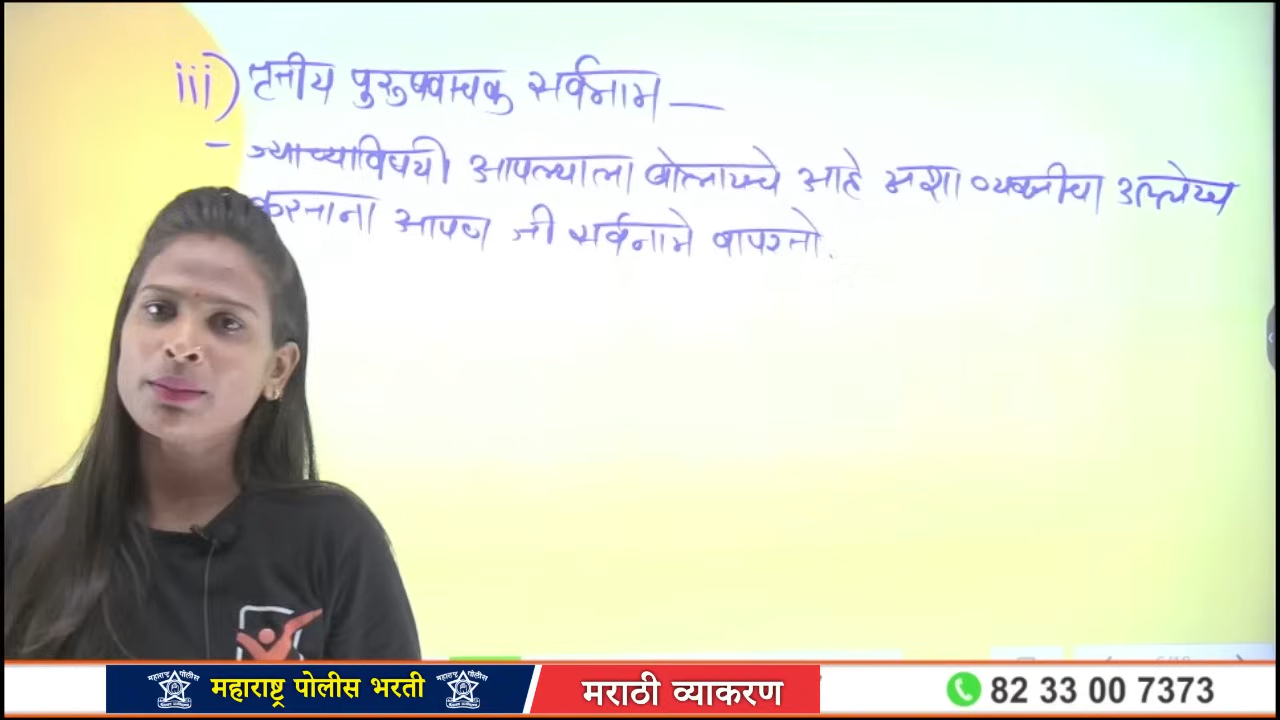 iii) तृतीय पुरुषवाचक सर्वनाम —
- ज्याच्याविषयी आपल्याला बोलायचे आहे अशा व्यक्तींचा उल्लेख
करताना आपण जी सर्वनामे वापरतो.
महाराष्ट्र पोलीस भरती
मराठी व्याकरण
82 33 00 7373